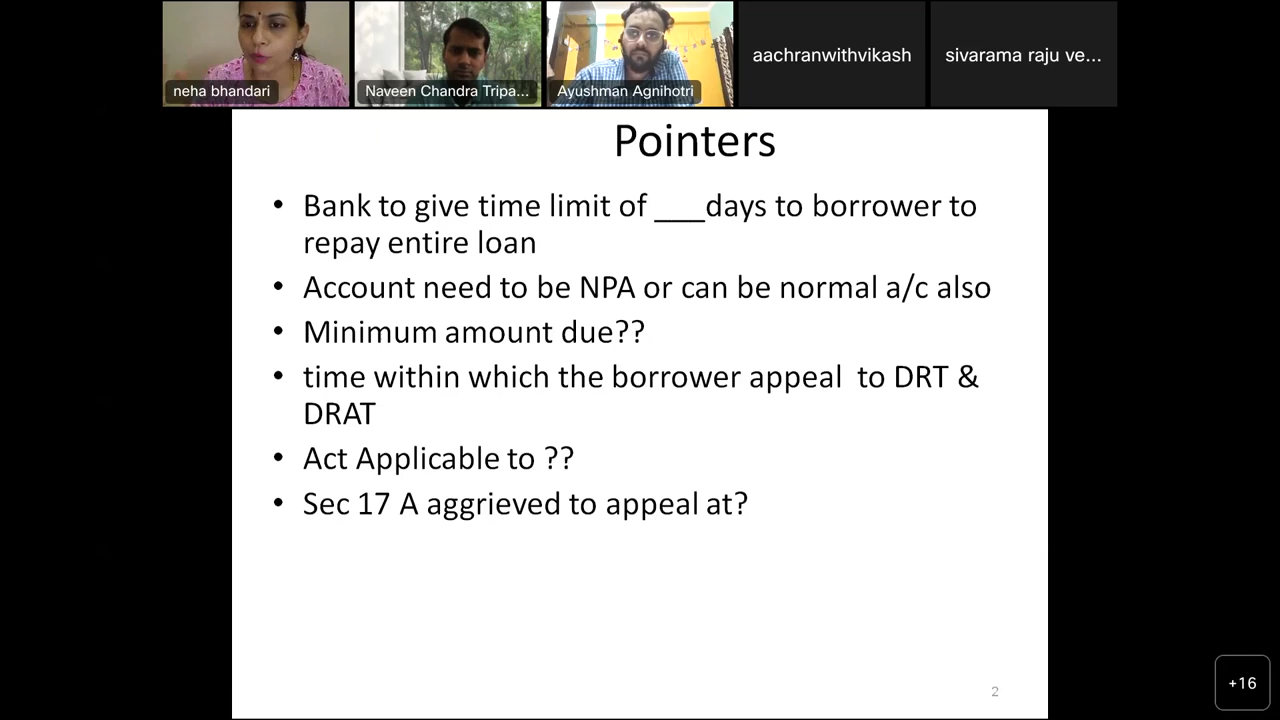 neha bhandari
Naveen Chandra Tripa...
Ayushman Agnihotri
aachranwithvikash
sivarama raju ve...
Pointers
• Bank to give time limit of ___days to borrower to
repay entire loan
• Account need to be NPA or can be normal a/c also
• Minimum amount due??
• time within which the borrower appeal  to DRT &
DRAT
• Act Applicable to ??
• Sec 17 A aggrieved to appeal at?
2
+16